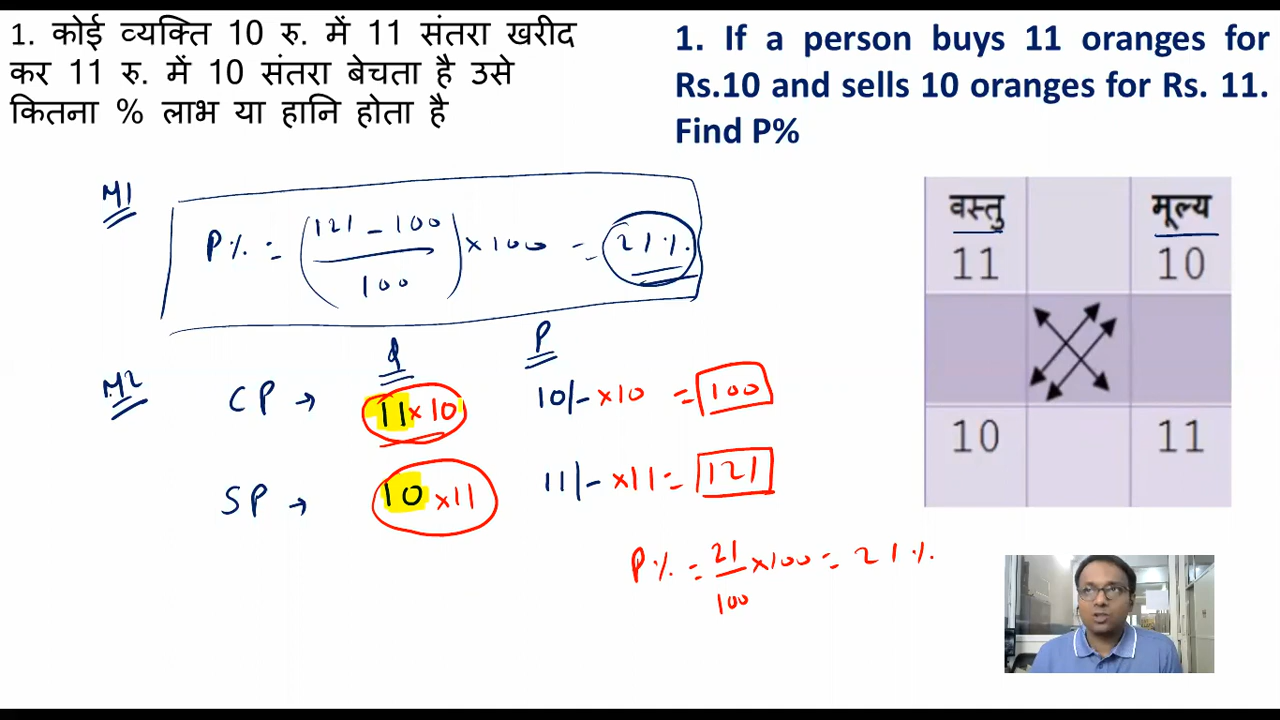 1. कोई व्यक्ति 10 रु. में 11 संतरा खरीद
कर 11 रु. में 10 संतरा बेचता है उसे
कितना % लाभ या हानि होता है
1. If a person buys 11 oranges for
Rs.10 and sells 10 oranges for Rs. 11.
Find P%
M1
P% = (121 - 100 / 100) × 100 = 21%
वस्तु मूल्य
11 10
10 11
M2
P
CP → 11 × 10 10/- × 10 = 100
SP → 10 × 11 11/- × 11 = 121
P% = 21/100 × 100 = 21%